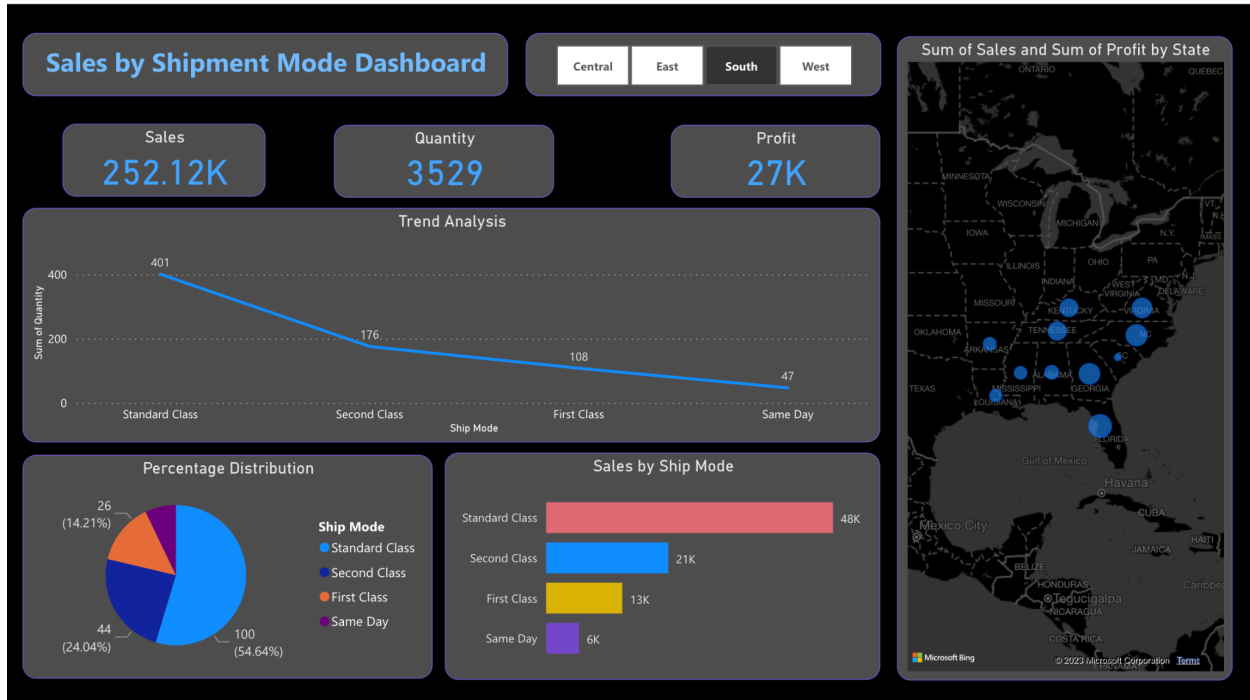 Sales by Shipment Mode Dashboard
Central
East
South
West
Sales
252.12K
Quantity
3529
Profit
27K
Trend Analysis
Sum of Quantity
400
200
0
401
176
108
47
Standard Class
Second Class
First Class
Same Day
Ship Mode
Percentage Distribution
26
(14.21%)
44
(24.04%)
100
(54.64%)
Ship Mode
Standard Class
Second Class
First Class
Same Day
Sales by Ship Mode
Standard Class
48K
Second Class
21K
First Class
13K
Same Day
6K
Sum of Sales and Sum of Profit by State
ONTARIO
QUEBEC
MINNESOTA
WISCONSIN
MICHIGAN
VT.
N.Y.
MASS
IOWA
ILLINOIS
INDIANA
OHIO
PA
N.J.
MD.
DELAWARE
WEST
VIRGINIA
MISSOURI
KENTUCKY
VIRGINIA
OKLAHOMA
TENNESSEE
NC
ARKANSAS
SC
TEXAS
MISSISSIPPI
ALABAMA
GEORGIA
LOUISIANA
FLORIDA
Gulf of Mexico
Havana
CUBA
Mexico City
HAITI
JAMAICA
BELIZE
HONDURAS
Caribbea
Tegucigalpa
NICARAGUA
COSTA RICA
PANAMA
Microsoft Bing
© 2023 Microsoft Corporation
Terms